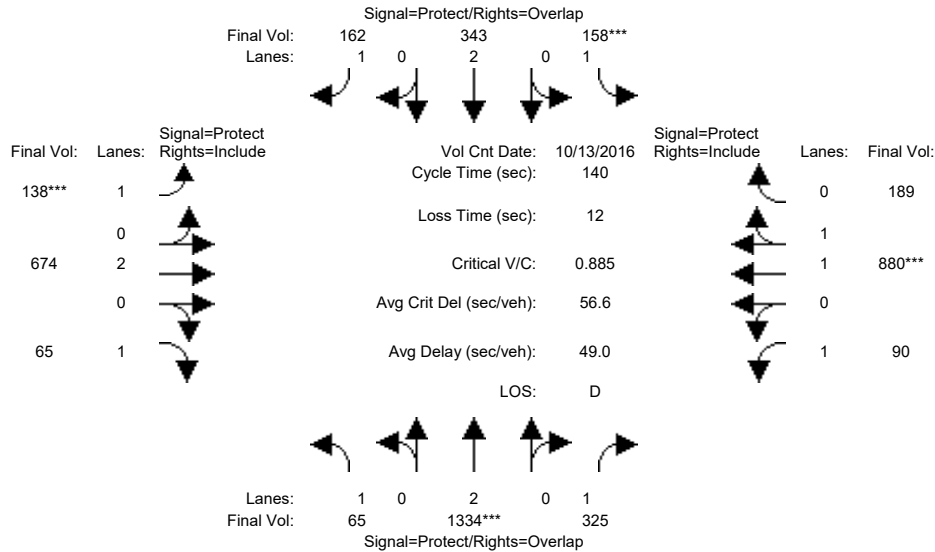 Signal=Protect/Rights=Overlap
Final Vol: 162 343 158***
Lanes: 1 0 2 0 1
Signal=Protect Signal=Protect
Final Vol: Lanes: Rights=Include Vol Cnt Date: 10/13/2016 Rights=Include Lanes: Final Vol:
Cycle Time (sec): 140
138*** 1 0 189
Loss Time (sec): 12
0 1
674 2 Critical V/C: 0.885 1 880***
0 Avg Crit Del (sec/veh): 56.6 0
65 1 Avg Delay (sec/veh): 49.0 1 90
LOS: D
Lanes: 1 0 2 0 1
Final Vol: 65 1334*** 325
Signal=Protect/Rights=Overlap